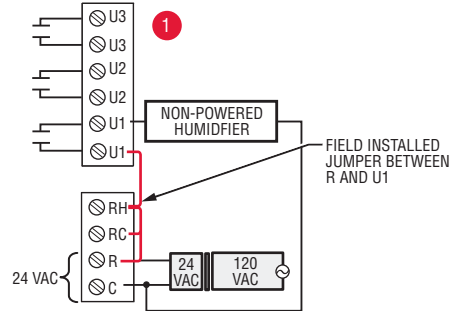 U3
1
U3
U2
U2
U1
NON-POWERED
HUMIDFIER
U1
FIELD INSTALLED
JUMPER BETWEEN
R AND U1
RH
RC
R
24 VAC
C
24
VAC
120
VAC